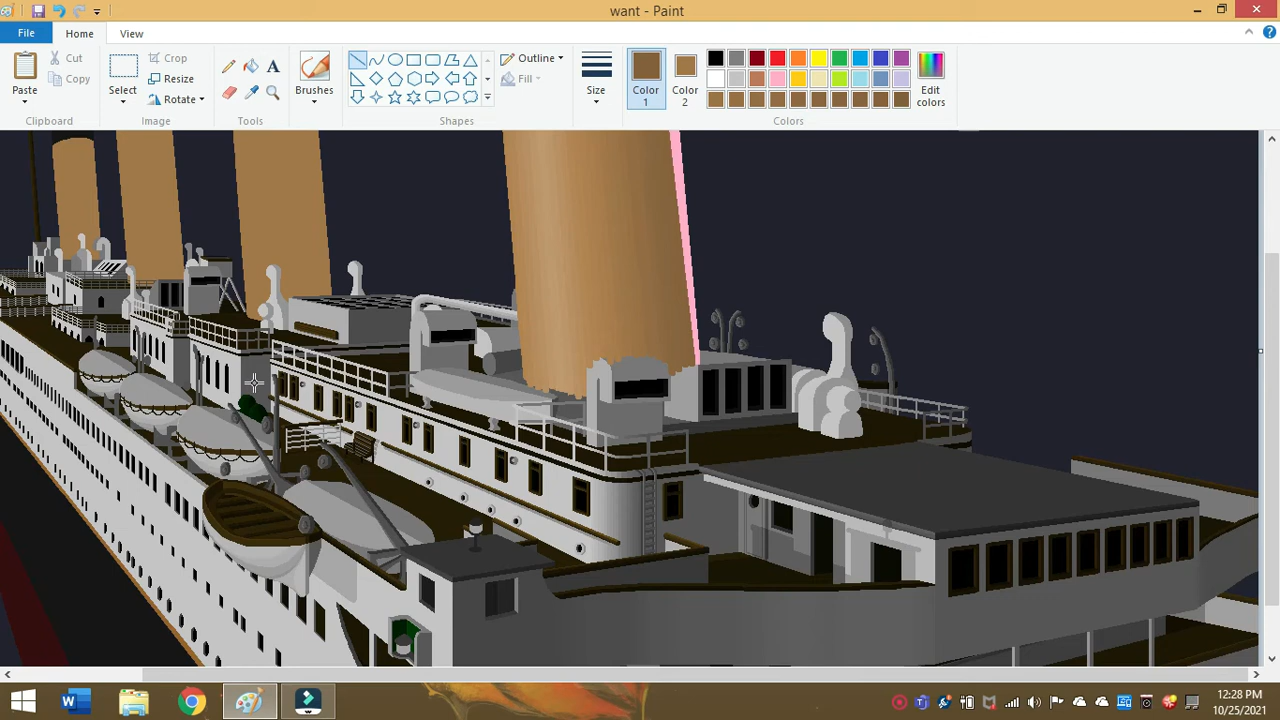 want - Paint
File
Home
View
Paste
Cut
Copy
Clipboard
Select
Crop
Resize
Rotate
Image
A
Tools
Brushes
Outline
Fill
Shapes
Size
Color
1
Color
2
Edit
colors
Colors
W
12:28 PM
10/25/2021